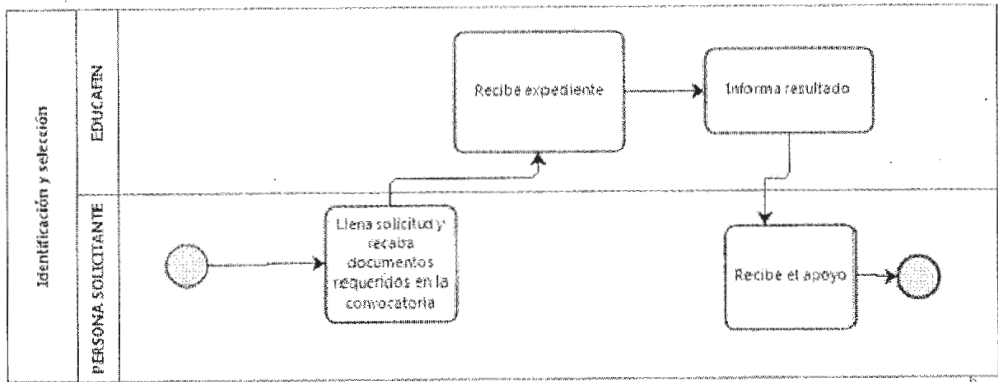 Identificación y selección
EDUCAFIN
Recibe expediente
Informa resultado
PERSONA SOLICITANTE
Llena solicitud y
recaba
documentos
requeridos en la
convocatoria
Recibe el apoyo